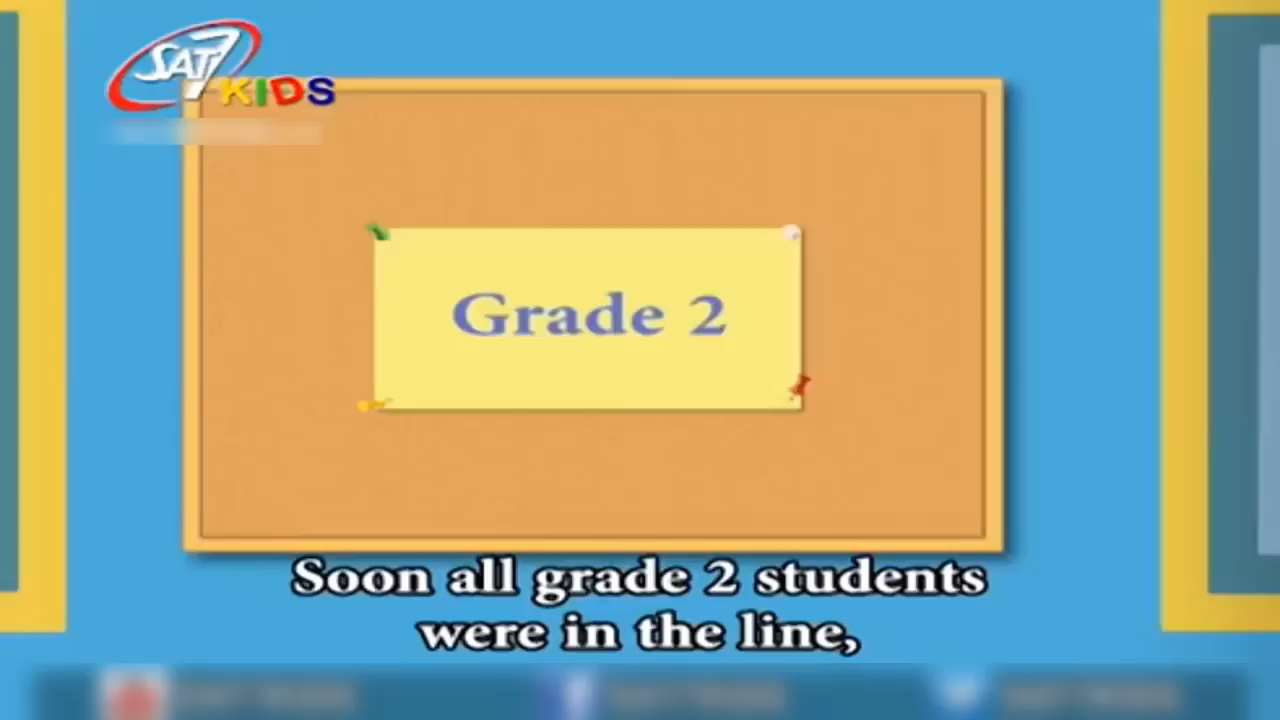 SAT7
KIDS
Grade 2
Soon all grade 2 students
were in the line,